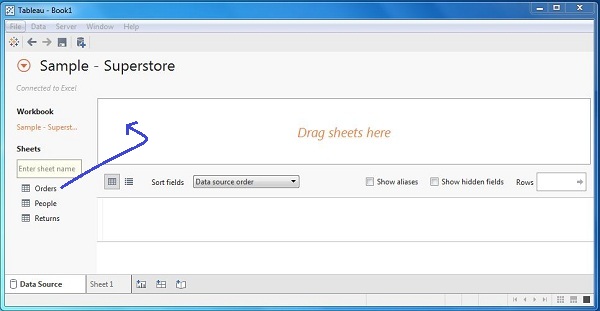 Tableau - Book1
File Data Server Window Help
Sample - Superstore
Connected to Excel
Workbook
Sample - Superst...
Sheets
Enter sheet name
Orders
People
Returns
Drag sheets here
Sort fields Data source order Show aliases Show hidden fields Rows
Data Source Sheet 1